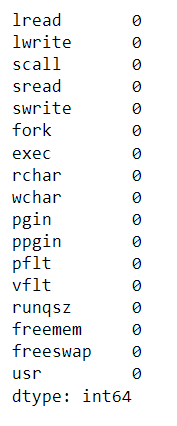 lread 0
lwrite 0
scall 0
sread 0
swrite 0
fork 0
exec 0
rchar 0
wchar 0
pgin 0
ppgin 0
pflt 0
vflt 0
runqsz 0
freemem 0
freeswap 0
usr 0
dtype: int64